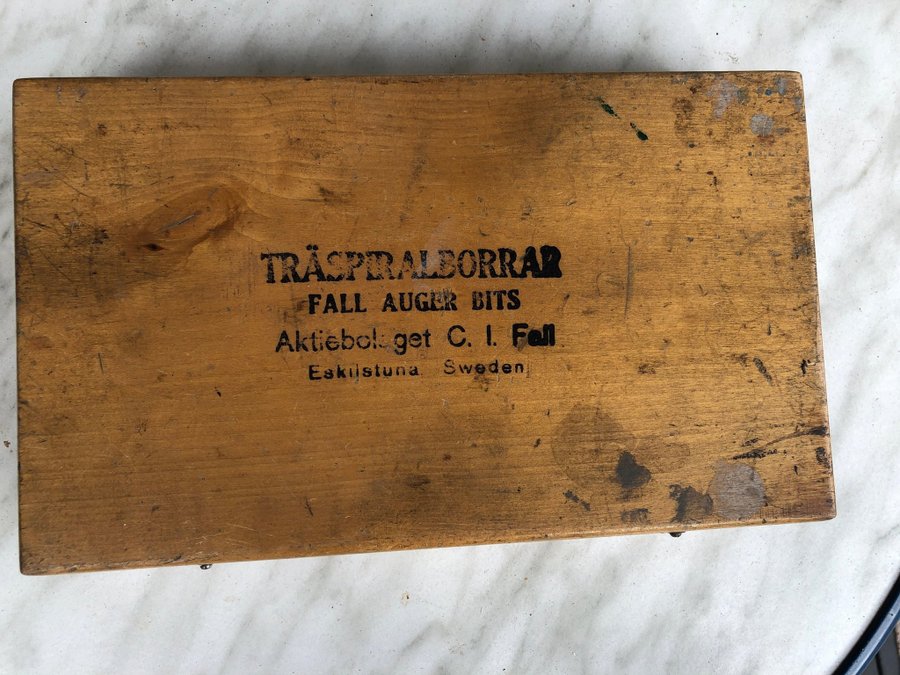 TRÄSPIRALBORRAR
FALL AUGER BITS
Aktiebolaget C. I. Fall
Eskilstuna Sweden